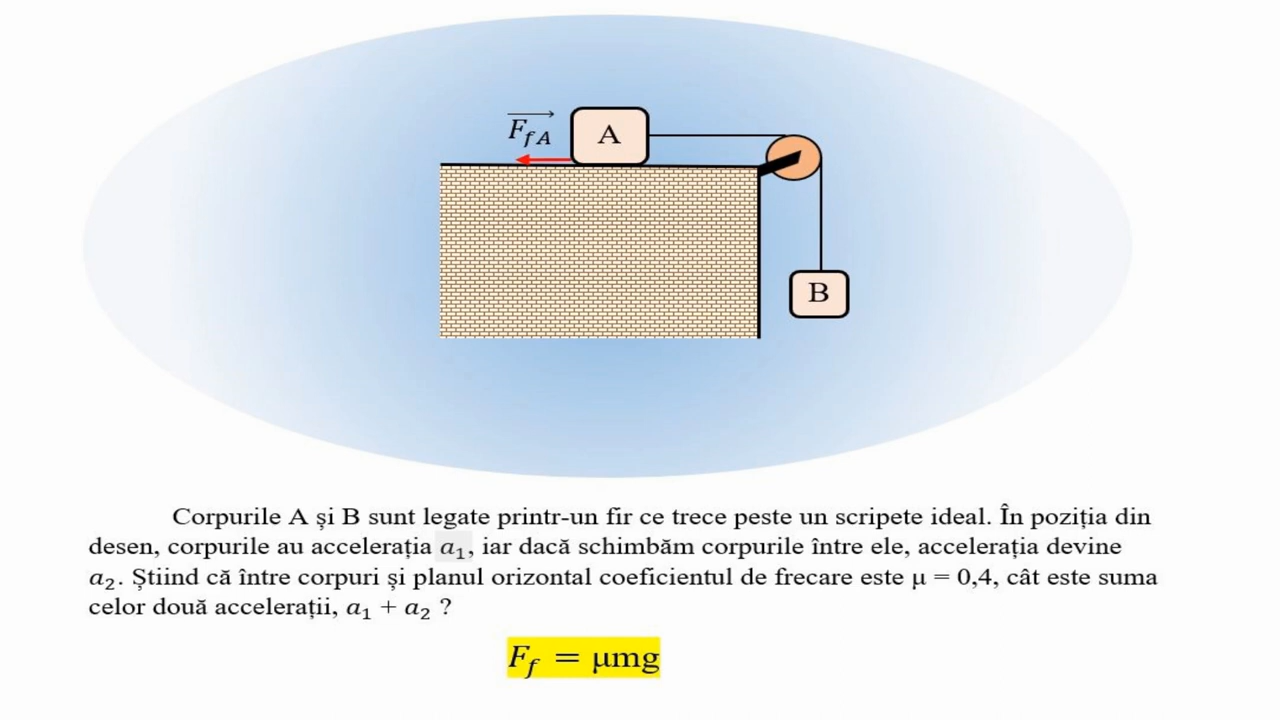 F_fA
A
B
Corpurile A și B sunt legate printr-un fir ce trece peste un scripete ideal. În poziția din
desen, corpurile au accelerația a₁, iar dacă schimbăm corpurile între ele, accelerația devine
a₂. Știind că între corpuri și planul orizontal coeficientul de frecare este μ = 0,4, cât este suma
celor două accelerații, a₁ + a₂ ?
F_f = μmg